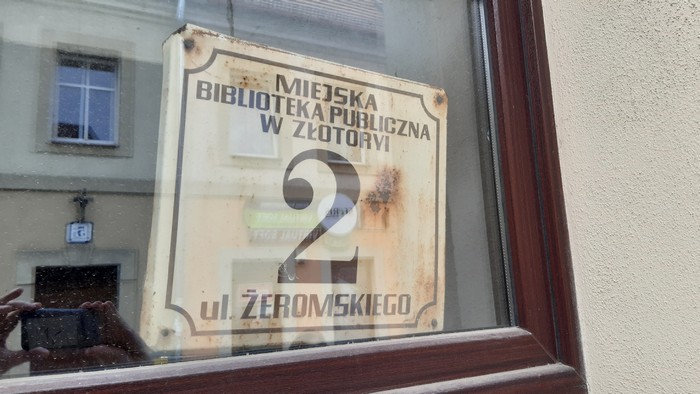 MIEJSKA
BIBLIOTEKA PUBLICZNA
W ZŁOTORYI
2
ul. ŻEROMSKIEGO